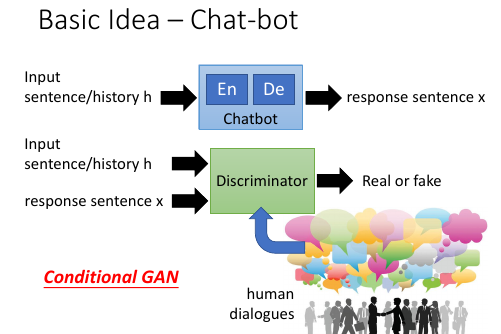 Basic Idea – Chat-bot
Input
sentence/history h
En
De
Chatbot
response sentence x
Input
sentence/history h
response sentence x
Discriminator
Real or fake
Conditional GAN
human
dialogues